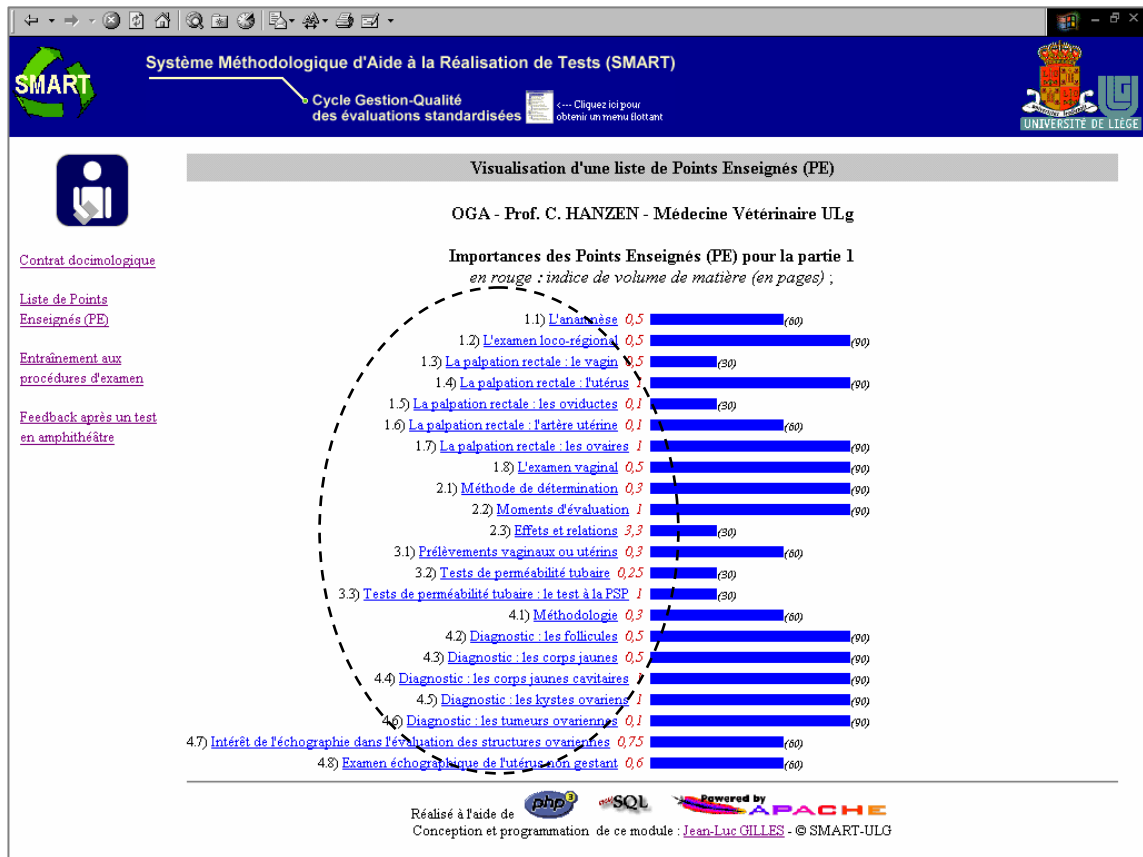 SMART
Système Méthodologique d'Aide à la Réalisation de Tests (SMART)
Cycle Gestion-Qualité
des évaluations standardisées
<--- Cliquez ici pour
obtenir un menu flottant
UNIVERSITÉ DE LIÈGE
Contrat docimologique
Liste de Points
Enseignés (PE)
Entraînement aux
procédures d'examen
Feedback après un test
en amphithéâtre
Visualisation d'une liste de Points Enseignés (PE)
OGA - Prof. C. HANZEN - Médecine Vétérinaire ULg
Importances des Points Enseignés (PE) pour la partie 1
en rouge : indice de volume de matière (en pages) ;
1.1) L'anamnèse 0,5 (60)
1.2) L'examen loco-régional 0,5 (90)
1.3) La palpation rectale : le vagin 0,5 (30)
1.4) La palpation rectale : l'utérus 1 (90)
1.5) La palpation rectale : les oviductes 0,1 (30)
1.6) La palpation rectale : l'artère utérine 0,1 (60)
1.7) La palpation rectale : les ovaires 1 (90)
1.8) L'examen vaginal 0,5 (90)
2.1) Méthode de détermination 0,3 (90)
2.2) Moments d'évaluation 1 (90)
2.3) Effets et relations 3,3 (30)
3.1) Prélèvements vaginaux ou utérins 0,3 (60)
3.2) Tests de perméabilité tubaire 0,25 (30)
3.3) Tests de perméabilité tubaire : le test à la PSP 1 (30)
4.1) Méthodologie 0,3 (60)
4.2) Diagnostic : les follicules 0,5 (90)
4.3) Diagnostic : les corps jaunes 0,5 (90)
4.4) Diagnostic : les corps jaunes cavitaires 1 (90)
4.5) Diagnostic : les kystes ovariens 1 (90)
4.6) Diagnostic : les tumeurs ovariennes 0,1 (90)
4.7) Intérêt de l'échographie dans l'évaluation des structures ovariennes 0,75 (60)
4.8) Examen échographique de l'utérus non gestant 0,6 (60)
Réalisé à l'aide de php3 mySQL Powered by APACHE
Conception et programmation de ce module : Jean-Luc GILLES - © SMART-ULG